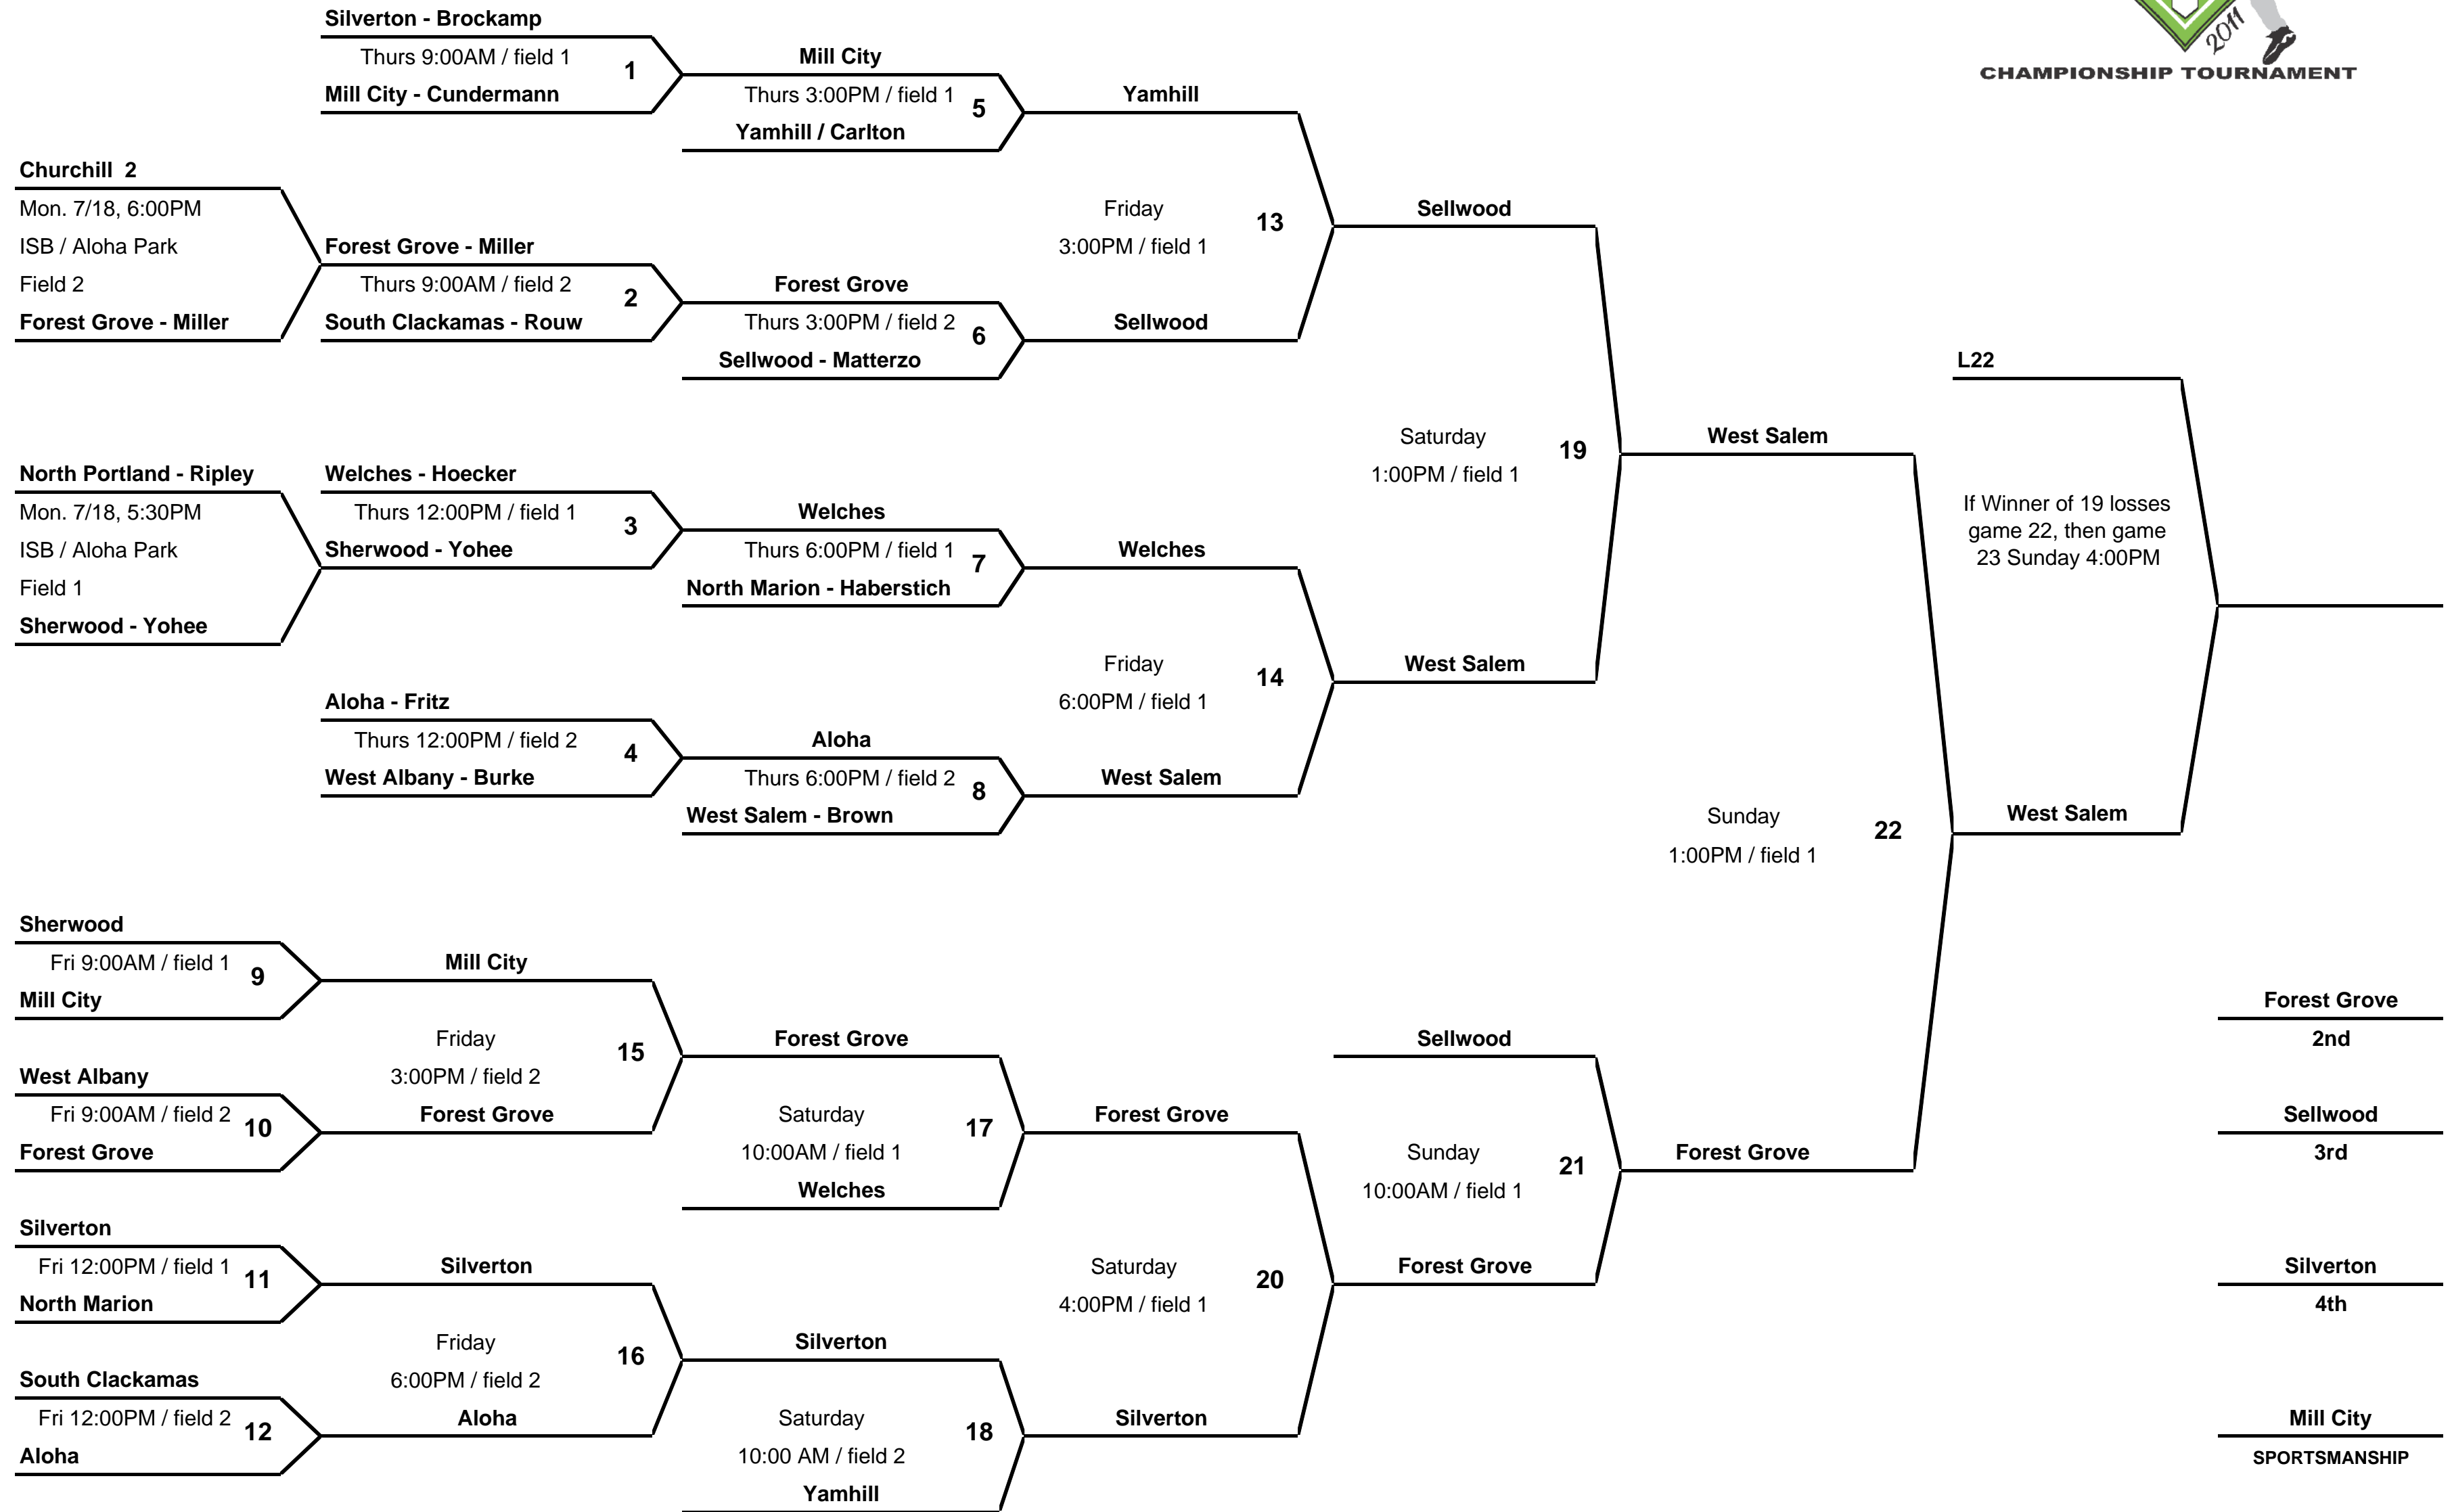 2011
CHAMPIONSHIP TOURNAMENT
Silverton - Brockamp
Thurs 9:00AM / field 1
1
Mill City - Cundermann
Mill City
Thurs 3:00PM / field 1
5
Yamhill / Carlton
Yamhill
Churchill 2
Mon. 7/18, 6:00PM
ISB / Aloha Park
Field 2
Forest Grove - Miller
Forest Grove - Miller
Thurs 9:00AM / field 2
2
South Clackamas - Rouw
Forest Grove
Thurs 3:00PM / field 2
6
Sellwood - Matterzo
Sellwood
Friday
13
3:00PM / field 1
Sellwood
North Portland - Ripley
Mon. 7/18, 5:30PM
ISB / Aloha Park
Field 1
Sherwood - Yohee
Welches - Hoecker
Thurs 12:00PM / field 1
3
Sherwood - Yohee
Welches
Thurs 6:00PM / field 1
7
North Marion - Haberstich
Welches
Aloha - Fritz
Thurs 12:00PM / field 2
4
West Albany - Burke
Aloha
Thurs 6:00PM / field 2
8
West Salem - Brown
West Salem
Friday
14
6:00PM / field 1
West Salem
Saturday
19
1:00PM / field 1
West Salem
L22
If Winner of 19 losses
game 22, then game
23 Sunday 4:00PM
Sunday
22
1:00PM / field 1
West Salem
Sherwood
Fri 9:00AM / field 1
9
Mill City
Mill City
West Albany
Fri 9:00AM / field 2
10
Forest Grove
Friday
15
3:00PM / field 2
Forest Grove
Forest Grove
Saturday
17
10:00AM / field 1
Welches
Forest Grove
Silverton
Fri 12:00PM / field 1
11
North Marion
Silverton
South Clackamas
Fri 12:00PM / field 2
12
Aloha
Friday
16
6:00PM / field 2
Aloha
Silverton
Saturday
18
10:00 AM / field 2
Yamhill
Silverton
Saturday
20
4:00PM / field 1
Sellwood
Sunday
21
10:00AM / field 1
Forest Grove
Forest Grove
Forest Grove
2nd
Sellwood
3rd
Silverton
4th
Mill City
SPORTSMANSHIP